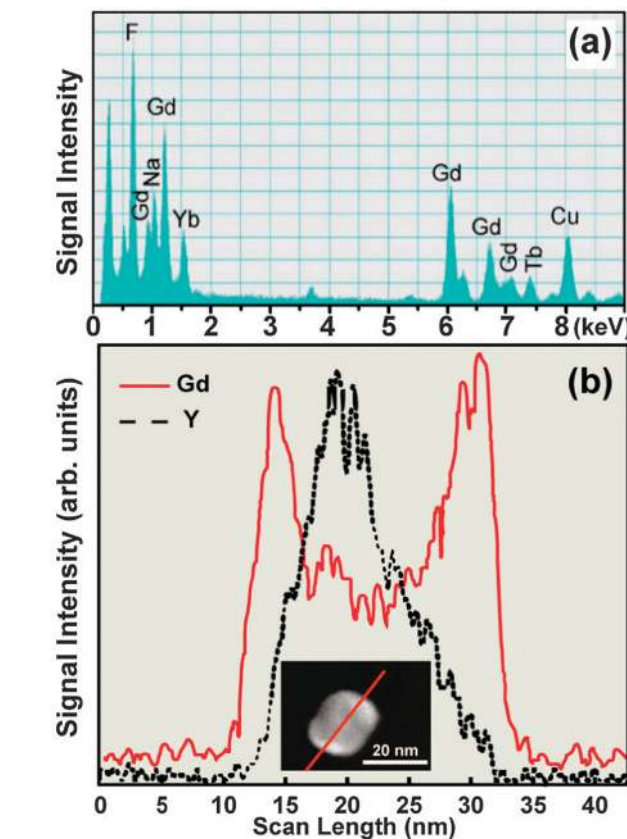 (a)
F
Gd
Na
Gd
Yb
Gd
Gd
Gd
Tb
Cu
Signal Intensity
0 1 2 3 4 5 6 7 8 (keV)
(b)
Gd
Y
Signal Intensity (arb. units)
20 nm
0 5 10 15 20 25 30 35 40
Scan Length (nm)